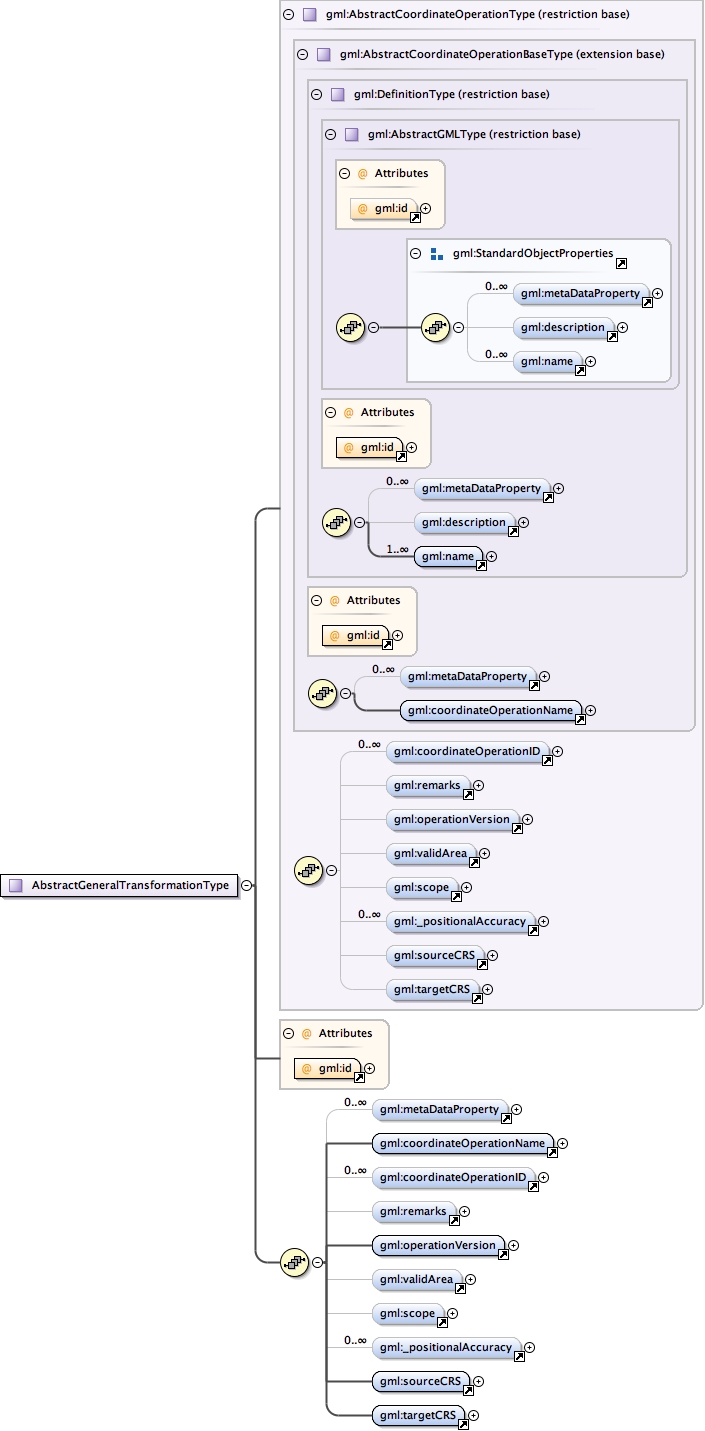 gml:AbstractCoordinateOperationType (restriction base)
gml:AbstractCoordinateOperationBaseType (extension base)
gml:DefinitionType (restriction base)
gml:AbstractGMLType (restriction base)
@ Attributes
@ gml:id
gml:StandardObjectProperties
0..∞
gml:metaDataProperty
gml:description
0..∞
gml:name
@ Attributes
@ gml:id
0..∞
gml:metaDataProperty
gml:description
1..∞
gml:name
@ Attributes
@ gml:id
0..∞
gml:metaDataProperty
gml:coordinateOperationName
0..∞
gml:coordinateOperationID
gml:remarks
gml:operationVersion
gml:validArea
gml:scope
0..∞
gml:_positionalAccuracy
gml:sourceCRS
gml:targetCRS
AbstractGeneralTransformationType
@ Attributes
@ gml:id
0..∞
gml:metaDataProperty
gml:coordinateOperationName
0..∞
gml:coordinateOperationID
gml:remarks
gml:operationVersion
gml:validArea
gml:scope
0..∞
gml:_positionalAccuracy
gml:sourceCRS
gml:targetCRS